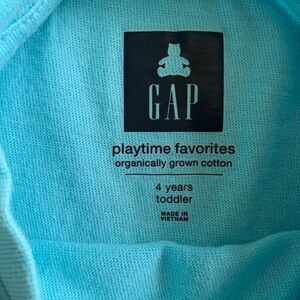 GAP
playtime favorites
organically grown cotton
4 years
toddler
MADE IN
VIETNAM